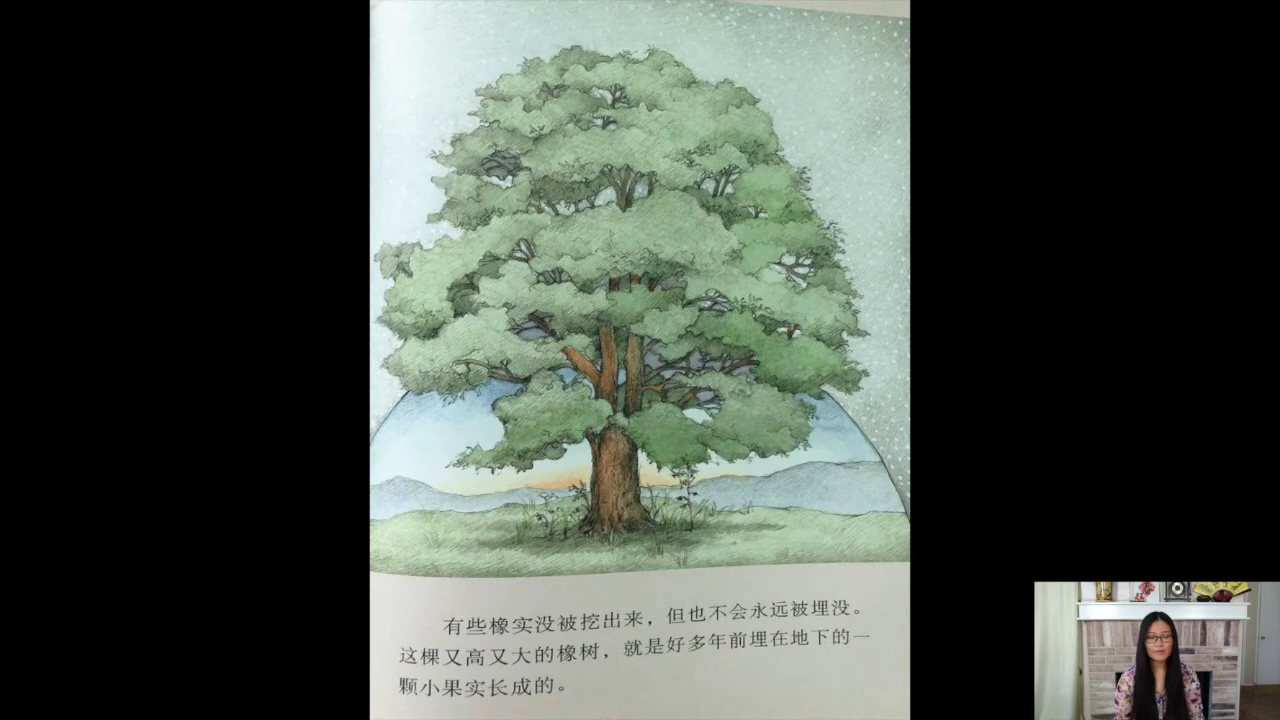 有些橡实没被挖出来，但也不会永远被埋没。
这棵又高又大的橡树，就是好多年前埋在地下的一
颗小果实长成的。